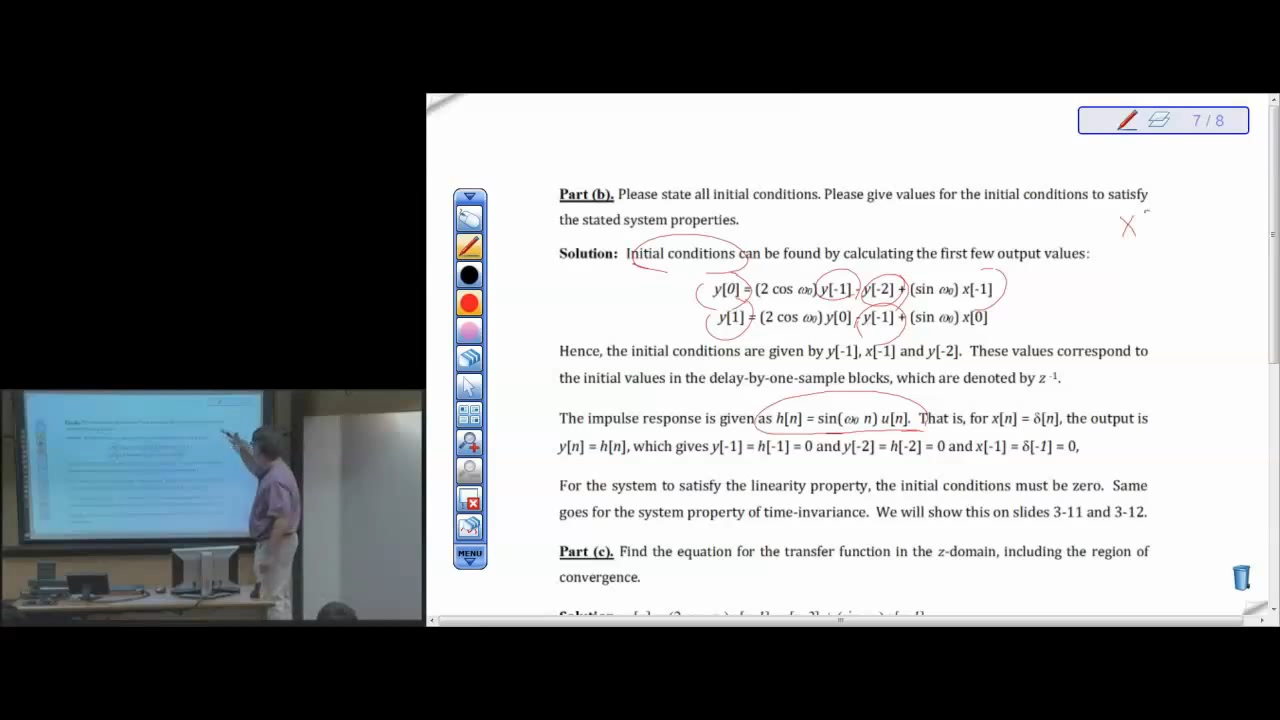 7 / 8
Part (b). Please state all initial conditions. Please give values for the initial conditions to satisfy
the stated system properties.
X
Solution: Initial conditions can be found by calculating the first few output values:
y[0] = (2 cos ω₀) y[-1] - y[-2] + (sin ω₀) x[-1]
y[1] = (2 cos ω₀) y[0] - y[-1] + (sin ω₀) x[0]
Hence, the initial conditions are given by y[-1], x[-1] and y[-2]. These values correspond to
the initial values in the delay-by-one-sample blocks, which are denoted by z⁻¹.
The impulse response is given as h[n] = sin(ω₀ n) u[n]. That is, for x[n] = δ[n], the output is
y[n] = h[n], which gives y[-1] = h[-1] = 0 and y[-2] = h[-2] = 0 and x[-1] = δ[-1] = 0,
For the system to satisfy the linearity property, the initial conditions must be zero. Same
goes for the system property of time-invariance. We will show this on slides 3-11 and 3-12.
Part (c). Find the equation for the transfer function in the z-domain, including the region of
convergence.
MENU